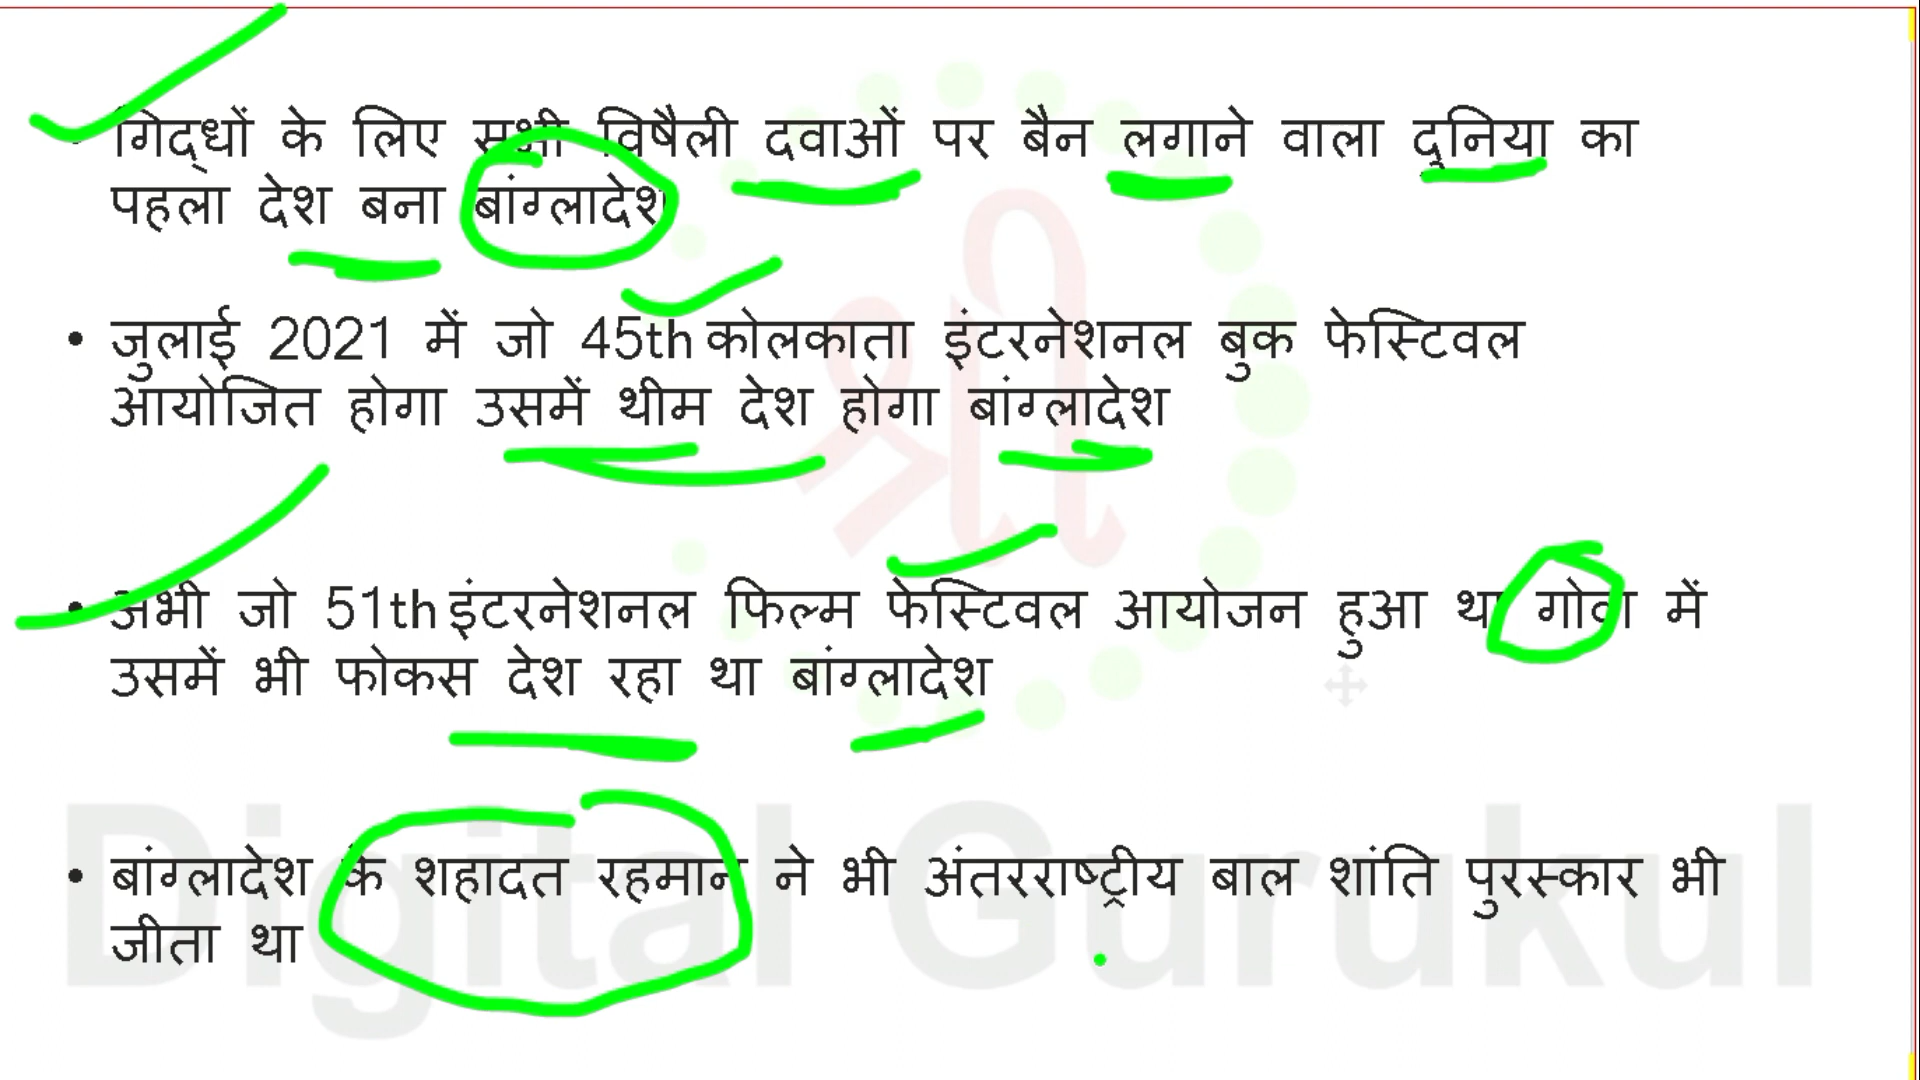 • गिद्धों के लिए सभी विषैली दवाओं पर बैन लगाने वाला दुनिया का
पहला देश बना बांग्लादेश
• जुलाई 2021 में जो 45th कोलकाता इंटरनेशनल बुक फेस्टिवल
आयोजित होगा उसमें थीम देश होगा बांग्लादेश
• अभी जो 51th इंटरनेशनल फिल्म फेस्टिवल आयोजन हुआ था गोवा में
उसमें भी फोकस देश रहा था बांग्लादेश
• बांग्लादेश के शहादत रहमान ने भी अंतरराष्ट्रीय बाल शांति पुरस्कार भी
जीता था
श्री
Digital Gurukul